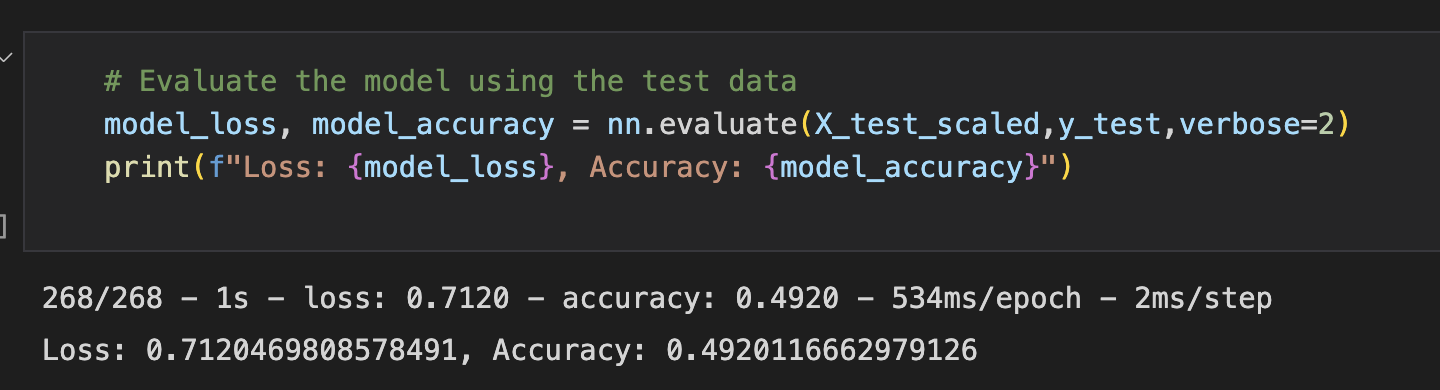 # Evaluate the model using the test data
model_loss, model_accuracy = nn.evaluate(X_test_scaled,y_test,verbose=2)
print(f"Loss: {model_loss}, Accuracy: {model_accuracy}")
]
268/268 - 1s - loss: 0.7120 - accuracy: 0.4920 - 534ms/epoch - 2ms/step
Loss: 0.7120469808578491, Accuracy: 0.4920116662979126